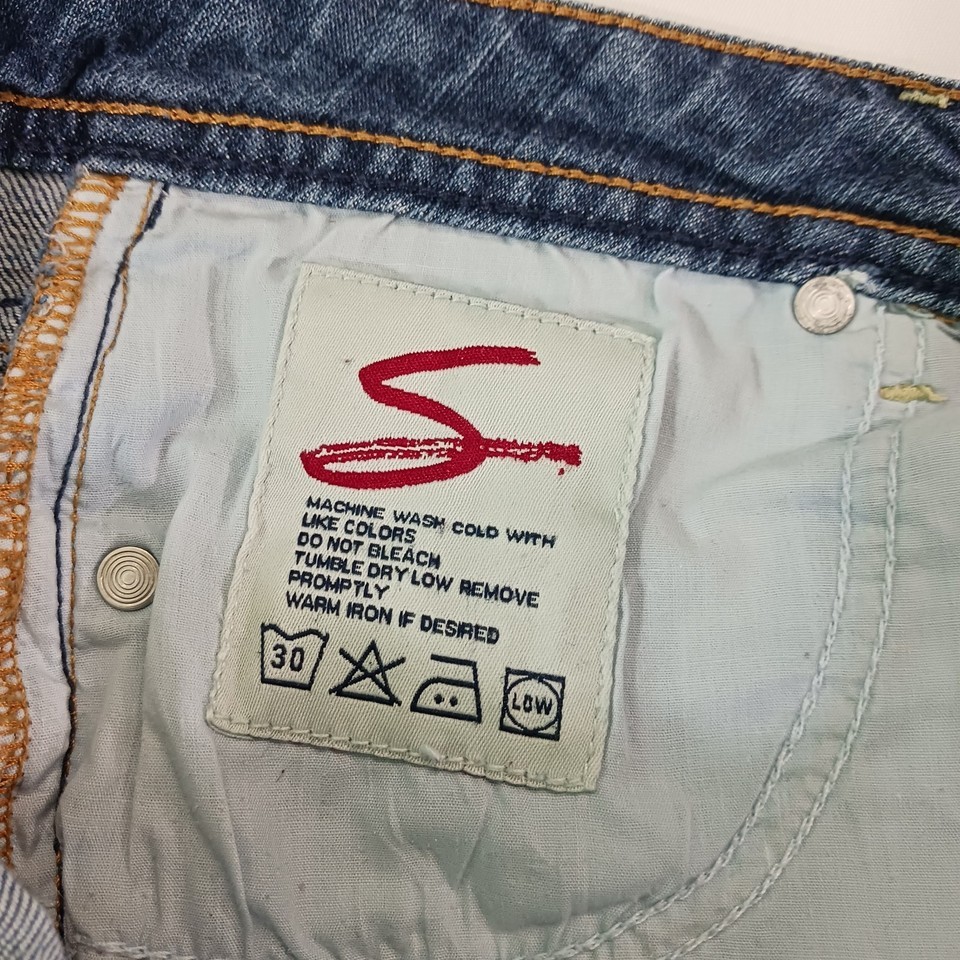 S
MACHINE WASH COLD WITH
LIKE COLORS
DO NOT BLEACH
TUMBLE DRY LOW REMOVE
PROMPTLY
WARM IRON IF DESIRED
30
LOW